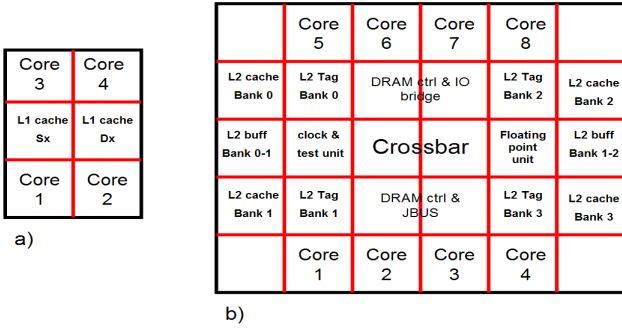 Core
3
Core
4
L1 cache
Sx
L1 cache
Dx
Core
1
Core
2
a)
Core
5
Core
6
Core
7
Core
8
L2 cache
Bank 0
L2 Tag
Bank 0
DRAM ctrl & IO
bridge
L2 Tag
Bank 2
L2 cache
Bank 2
L2 buff
Bank 0-1
clock &
test unit
Crossbar
Floating
point
unit
L2 buff
Bank 1-2
L2 cache
Bank 1
L2 Tag
Bank 1
DRAM ctrl &
JBUS
L2 Tag
Bank 3
L2 cache
Bank 3
Core
1
Core
2
Core
3
Core
4
b)